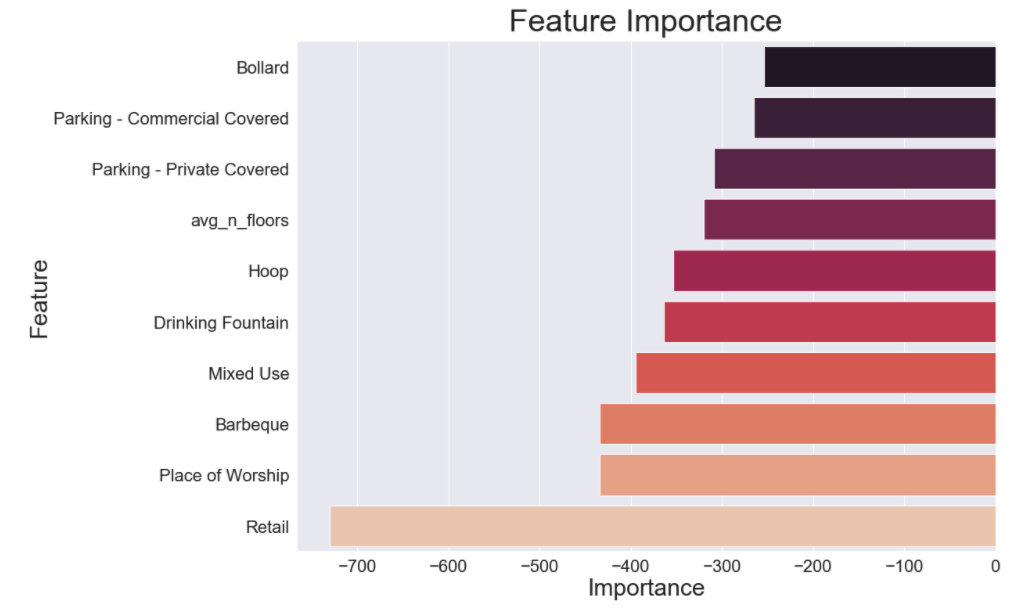 Feature Importance
Bollard
Parking - Commercial Covered
Parking - Private Covered
avg_n_floors
Hoop
Drinking Fountain
Mixed Use
Barbeque
Place of Worship
Retail
Feature
−700 −600 −500 −400 −300 −200 −100 0
Importance